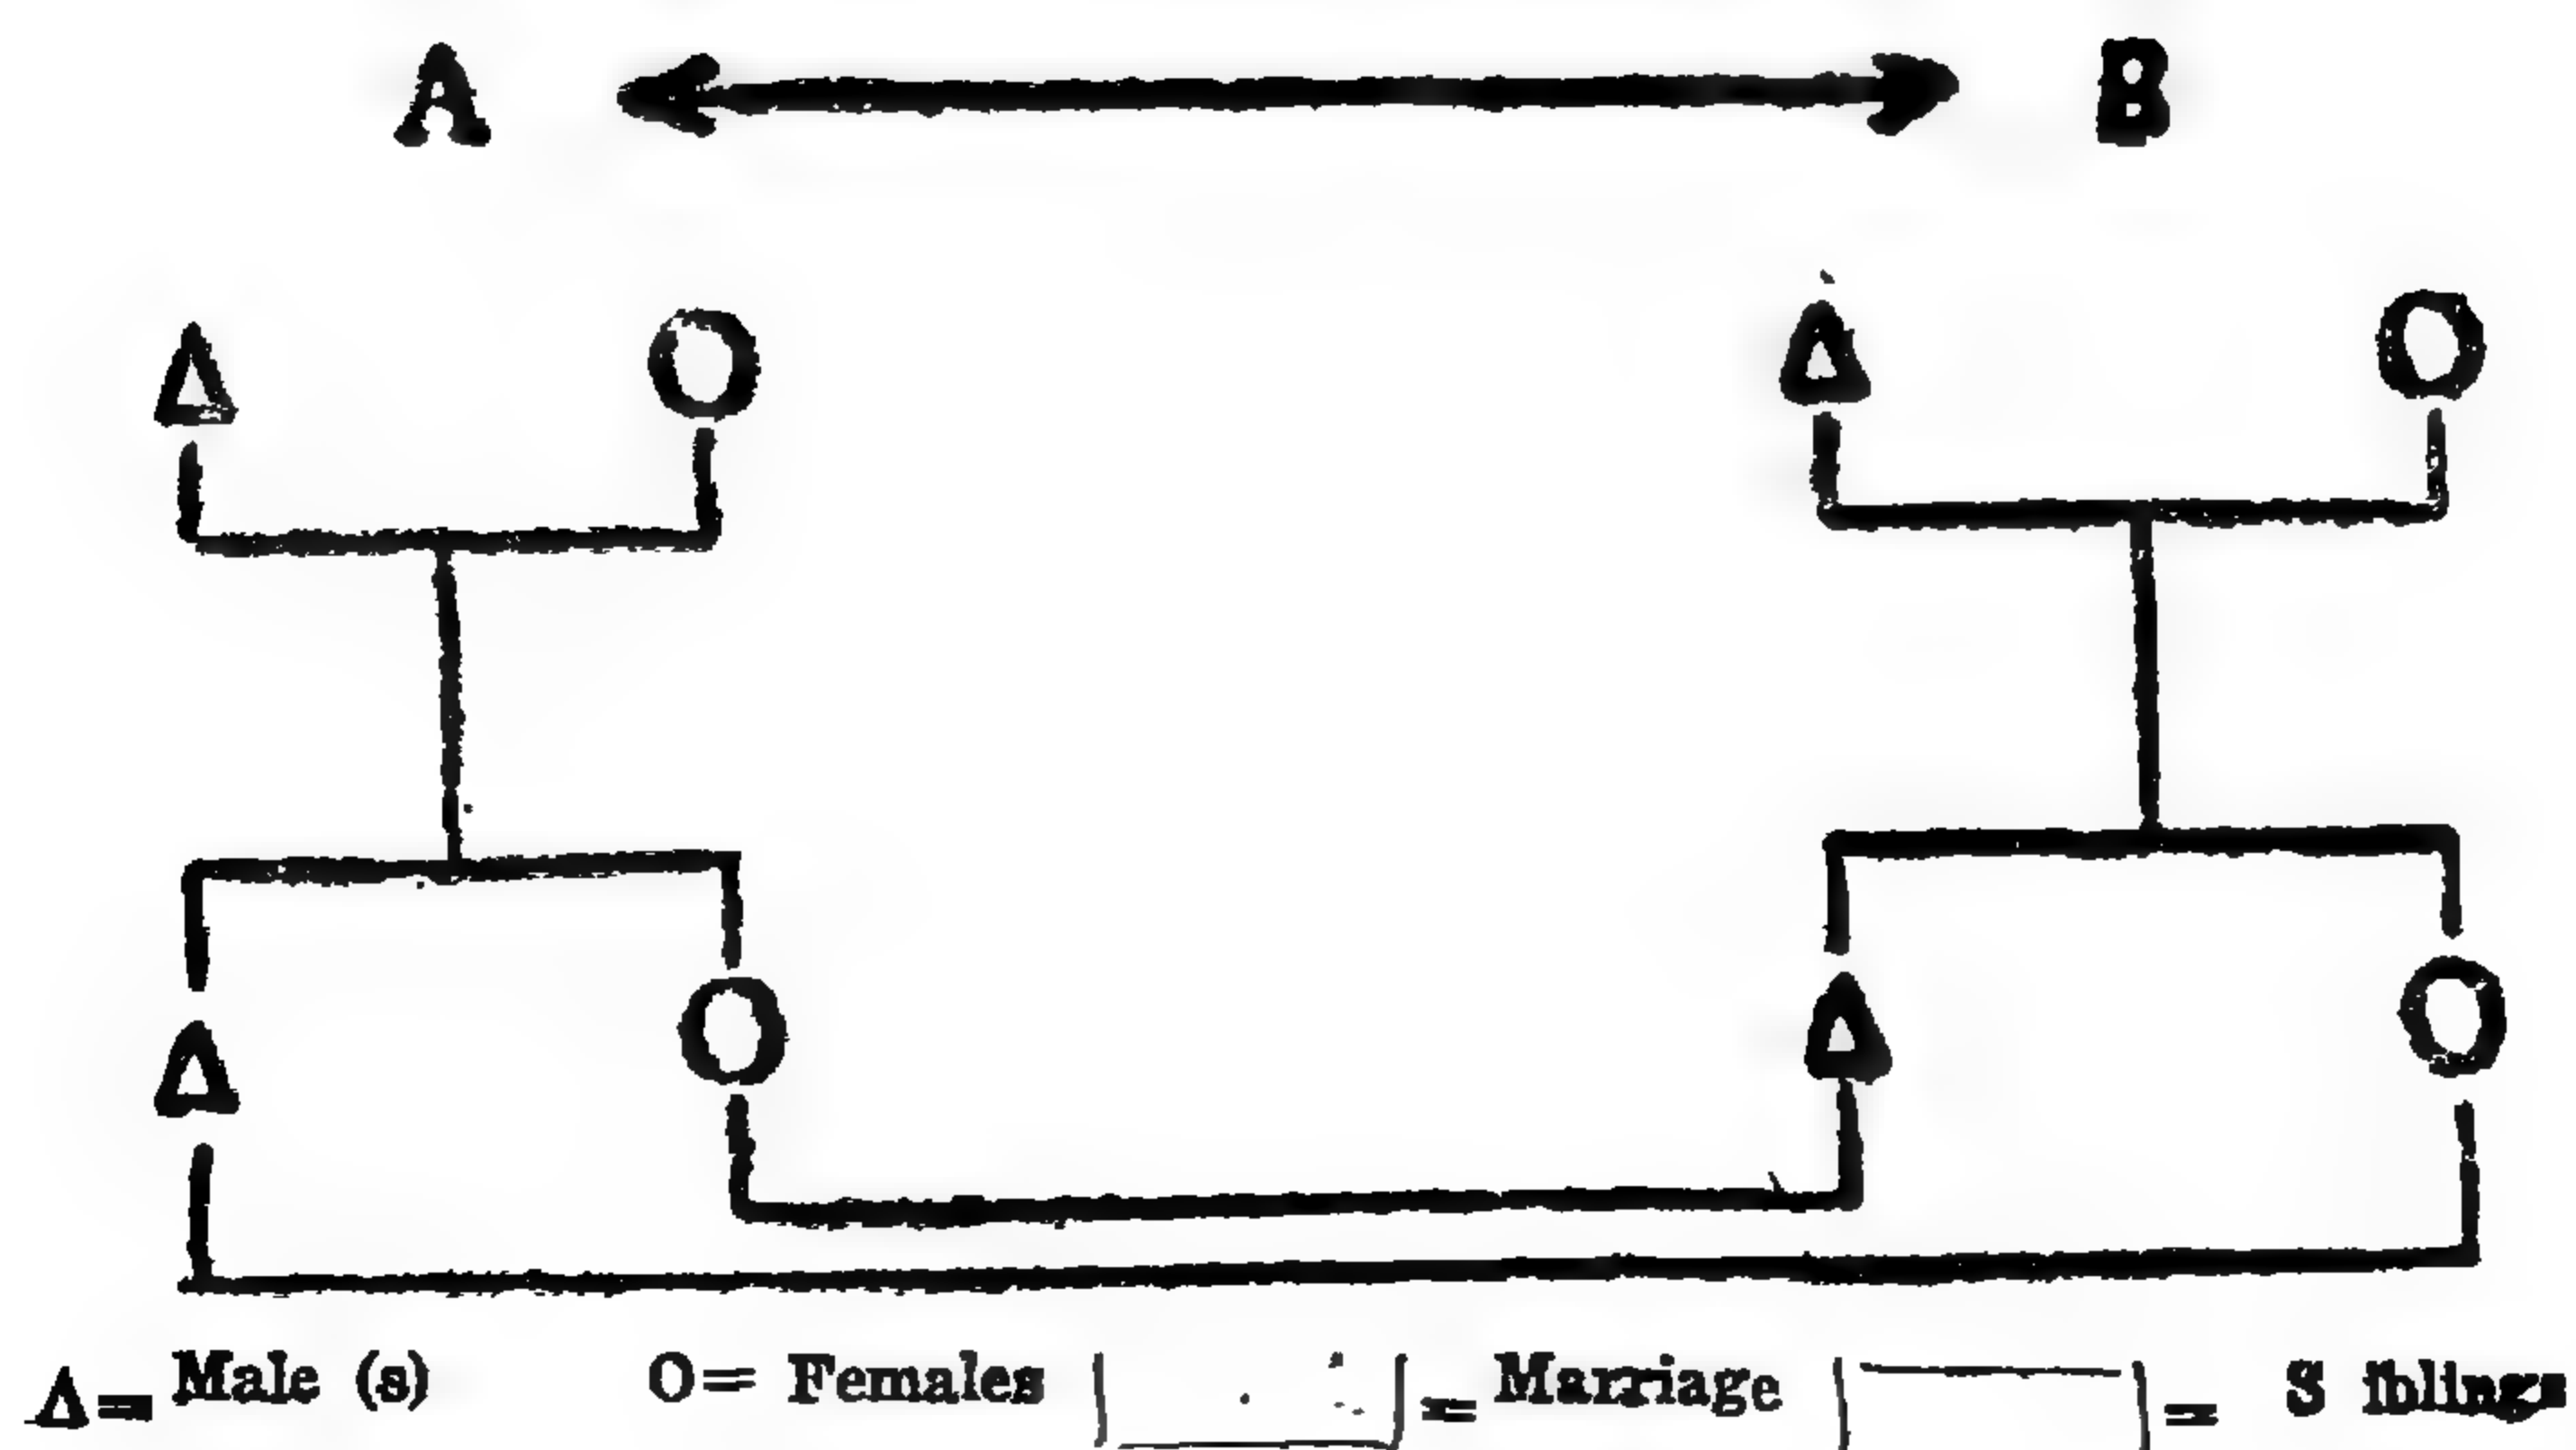 A B
Δ O Δ O
Δ O Δ O
Δ= Male (s) O= Females = Marriage = S iblings